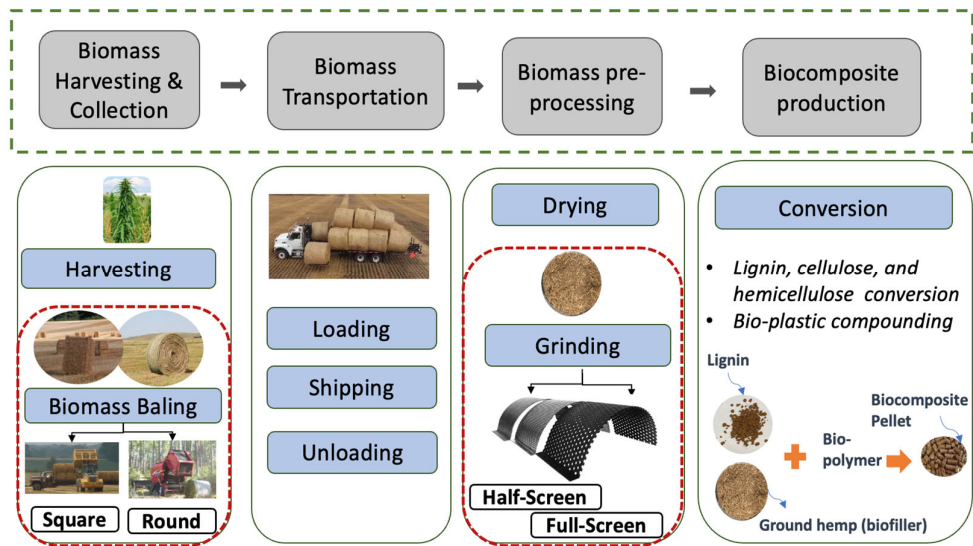 Biomass
Harvesting &
Collection
Biomass
Transportation
Biomass pre-
processing
Biocomposite
production
Harvesting
Biomass Baling
Square
Round
Loading
Shipping
Unloading
Drying
Grinding
Half-Screen
Full-Screen
Conversion
• Lignin, cellulose, and
hemicellulose conversion
• Bio-plastic compounding
Lignin
Bio-
polymer
Biocomposite
Pellet
Ground hemp (biofiller)